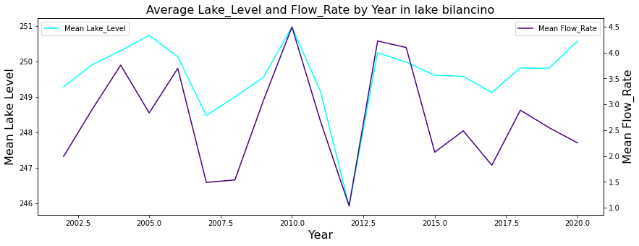 Average Lake_Level and Flow_Rate by Year in lake bilancino
Mean Lake_Level
Mean Flow_Rate
251
250
249
248
247
246
Mean Lake Level
4.5
4.0
3.5
3.0
2.5
2.0
1.5
1.0
Mean Flow_Rate
2002.5 2005.0 2007.5 2010.0 2012.5 2015.0 2017.5 2020.0
Year